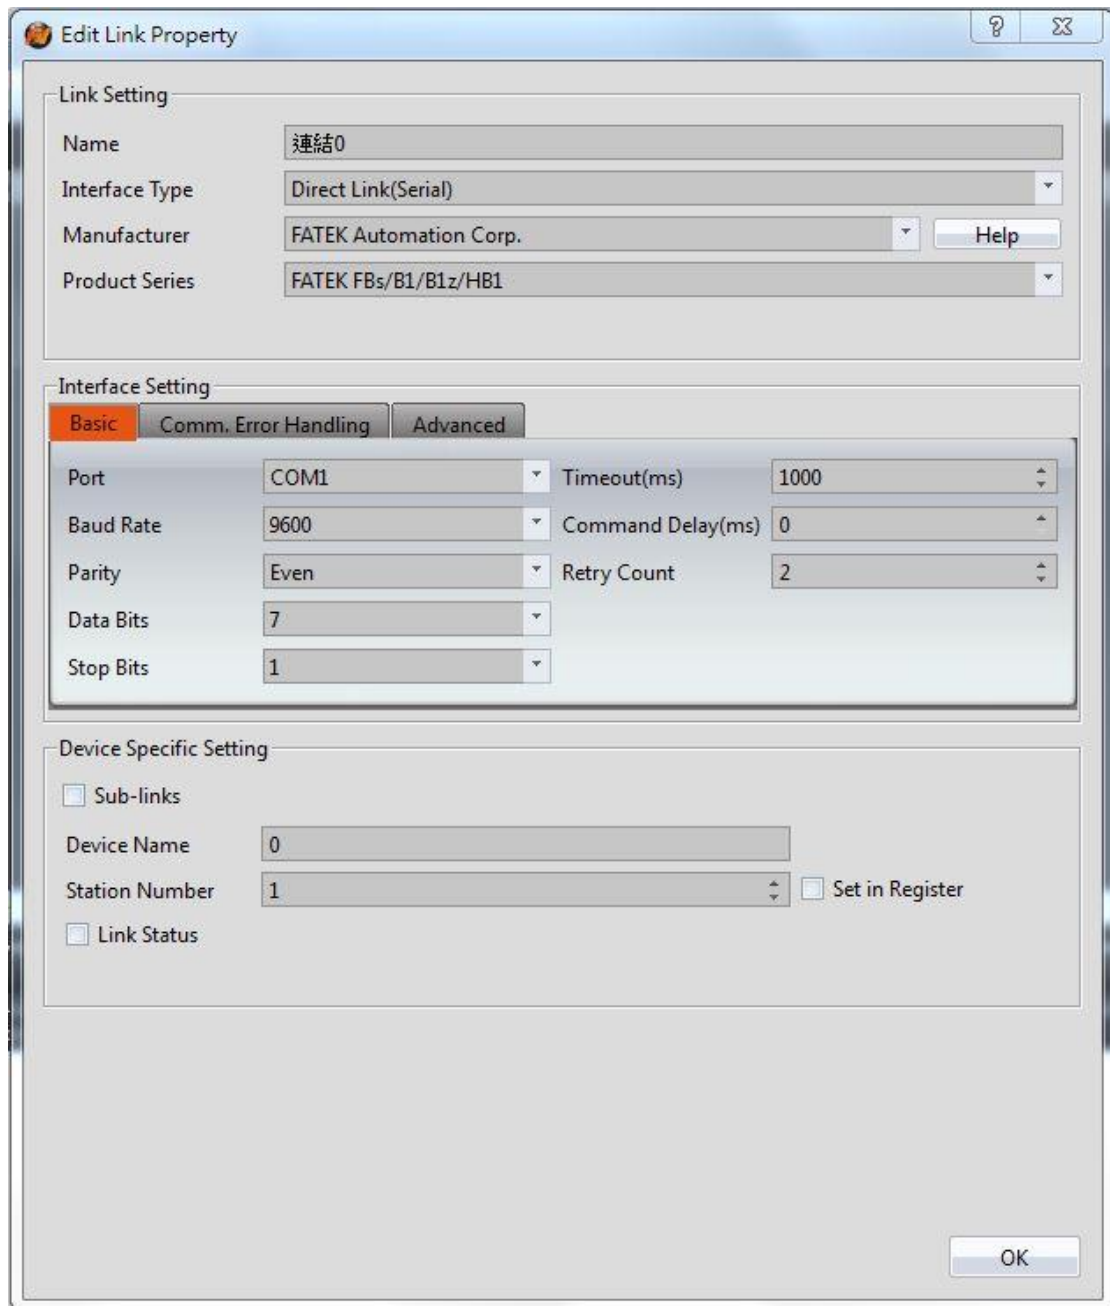 Edit Link Property
Link Setting
Name 連結0
Interface Type Direct Link(Serial)
Manufacturer FATEK Automation Corp. Help
Product Series FATEK FBs/B1/B1z/HB1
Interface Setting
Basic Comm. Error Handling Advanced
Port COM1 Timeout(ms) 1000
Baud Rate 9600 Command Delay(ms) 0
Parity Even Retry Count 2
Data Bits 7
Stop Bits 1
Device Specific Setting
Sub-links
Device Name 0
Station Number 1 Set in Register
Link Status
OK